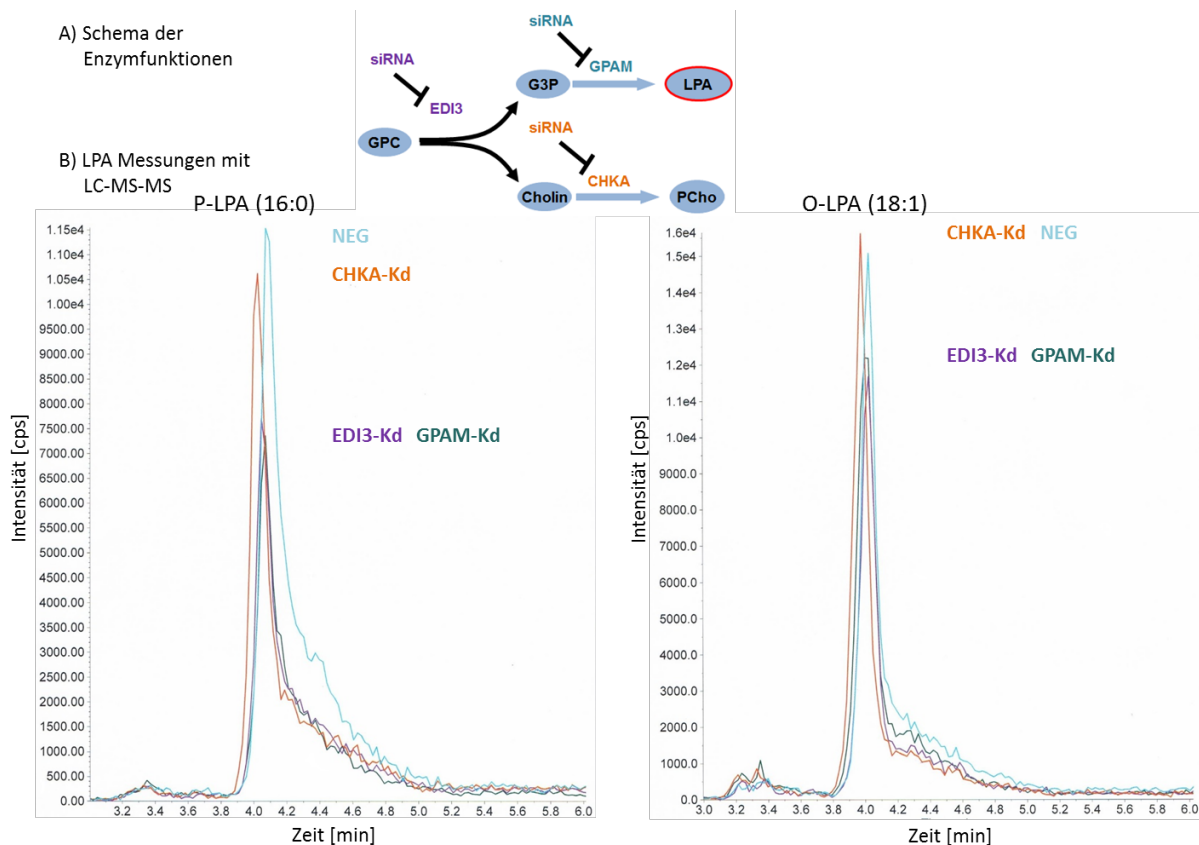 A) Schema der
Enzymfunktionen
siRNA
siRNA
GPAM
EDI3
G3P
LPA
siRNA
GPC
CHKA
Cholin
PCho
B) LPA Messungen mit
LC-MS-MS
P-LPA (16:0)
NEG
CHKA-Kd
EDI3-Kd GPAM-Kd
Intensität [cps]
1.15e4
1.10e4
1.05e4
1.00e4
9500.00
9000.00
8500.00
8000.00
7500.00
7000.00
6500.00
6000.00
5500.00
5000.00
4500.00
4000.00
3500.00
3000.00
2500.00
2000.00
1500.00
1000.00
500.00
0.00
3.2 3.4 3.6 3.8 4.0 4.2 4.4 4.6 4.8 5.0 5.2 5.4 5.6 5.8 6.0
Zeit [min]
O-LPA (18:1)
CHKA-Kd NEG
EDI3-Kd GPAM-Kd
Intensität [cps]
1.6e4
1.5e4
1.4e4
1.3e4
1.2e4
1.1e4
1.0e4
9000.0
8000.0
7000.0
6000.0
5000.0
4000.0
3000.0
2000.0
1000.0
0.0
3.0 3.2 3.4 3.6 3.8 4.0 4.2 4.4 4.6 4.8 5.0 5.2 5.4 5.6 5.8 6.0
Zeit [min]